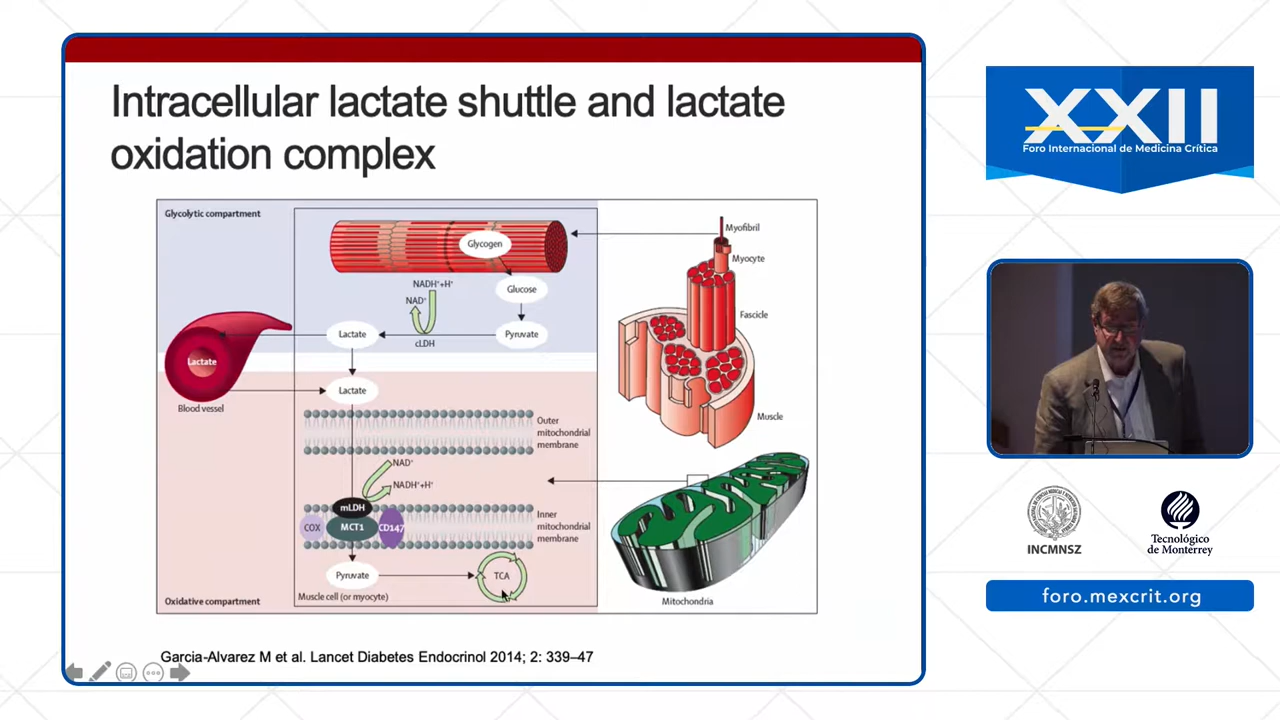 Intracellular lactate shuttle and lactate
oxidation complex
Glycolytic compartment
Glycogen
NADH⁺+H⁺
NAD⁺
Glucose
Lactate
cLDH
Pyruvate
Lactate
Blood vessel
Lactate
Outer
mitochondrial
membrane
NAD⁺
NADH⁺+H⁺
mLDH
COX
MCT1
CD147
Inner
mitochondrial
membrane
Pyruvate
TCA
Muscle cell (or myocyte)
Oxidative compartment
Myofibril
Myocyte
Fascicle
Muscle
Mitochondria
Garcia-Alvarez M et al. Lancet Diabetes Endocrinol 2014; 2: 339–47
XXII
Foro Internacional de Medicina Crítica
INCMNSZ
Tecnológico
de Monterrey
foro.mexcrit.org